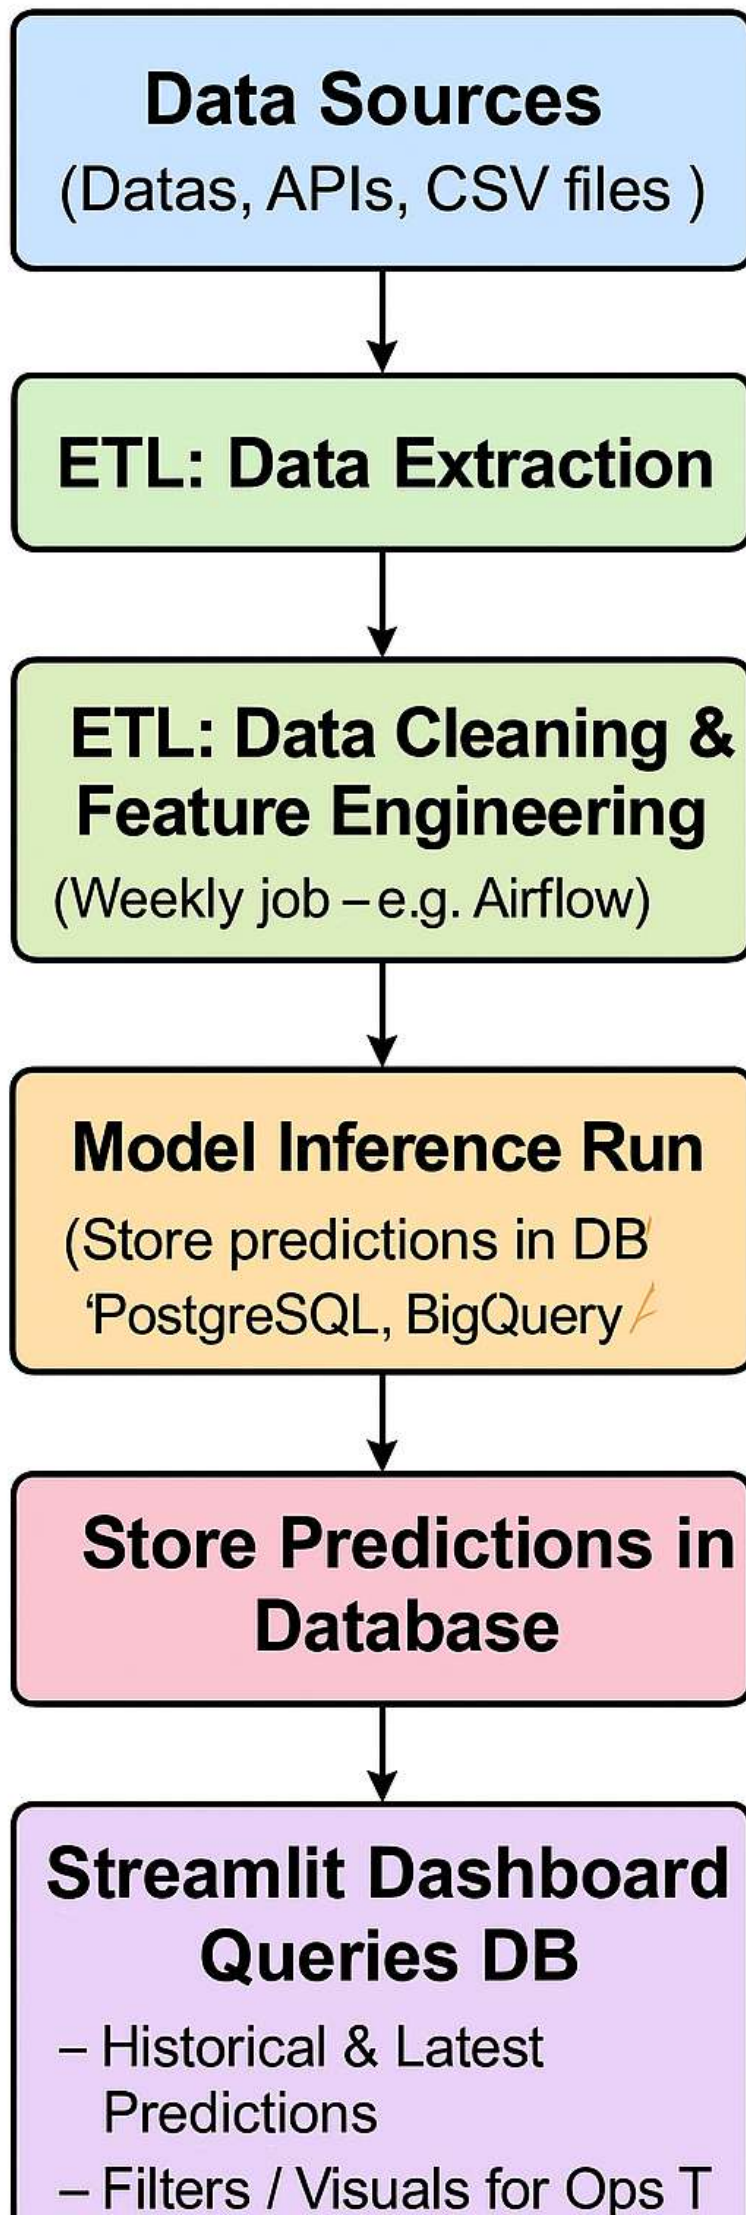 Data Sources
(Datas, APIs, CSV files )
ETL: Data Extraction
ETL: Data Cleaning &
Feature Engineering
(Weekly job – e.g. Airflow)
Model Inference Run
(Store predictions in DB
‘PostgreSQL, BigQuery
Store Predictions in
Database
Streamlit Dashboard
Queries DB
– Historical & Latest
Predictions
– Filters / Visuals for Ops T